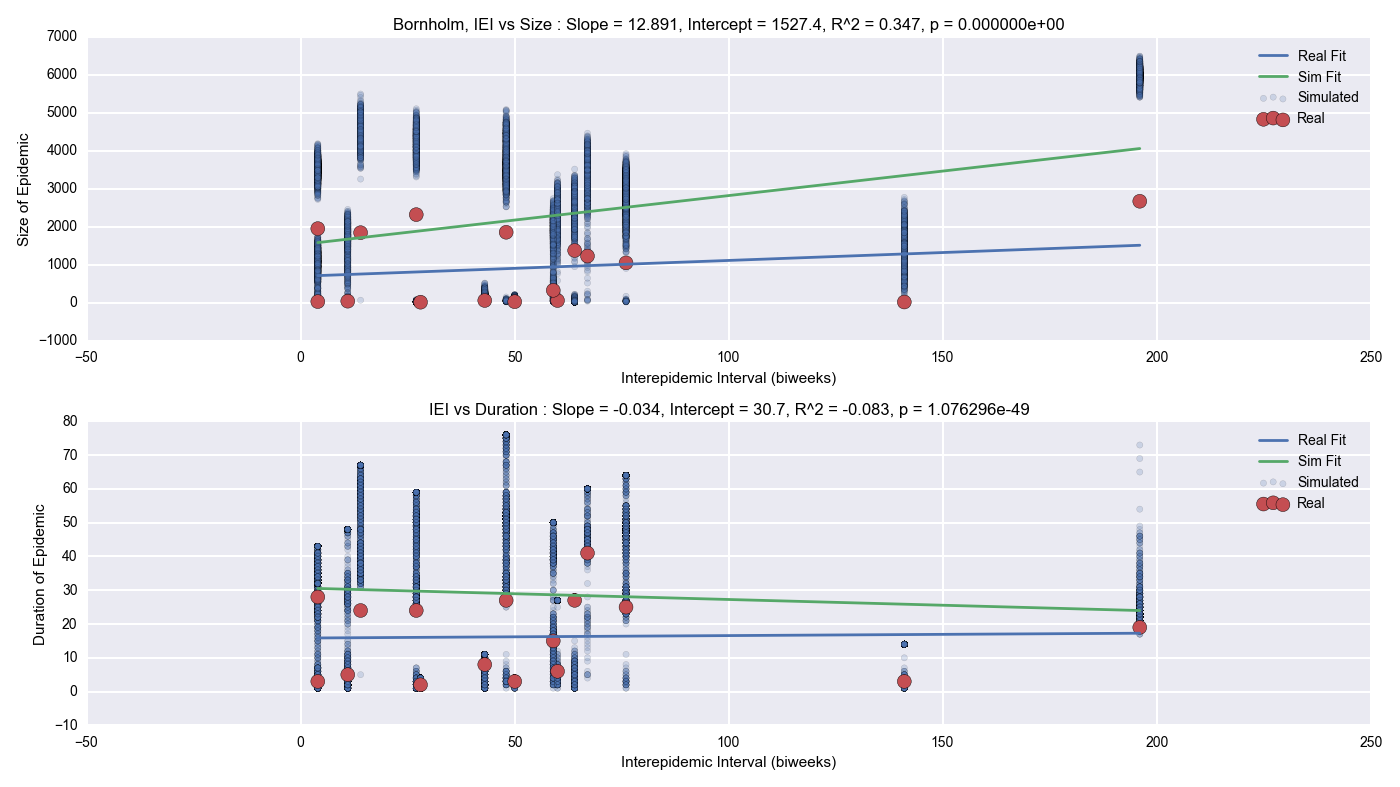 Bornholm, IEI vs Size : Slope = 12.891, Intercept = 1527.4, R^2 = 0.347, p = 0.000000e+00
7000
6000
5000
4000
3000
2000
1000
0
−1000
Size of Epidemic
Real Fit
Sim Fit
Simulated
Real
−50 0 50 100 150 200 250
Interepidemic Interval (biweeks)
IEI vs Duration : Slope = -0.034, Intercept = 30.7, R^2 = -0.083, p = 1.076296e-49
80
70
60
50
40
30
20
10
0
−10
Duration of Epidemic
Real Fit
Sim Fit
Simulated
Real
−50 0 50 100 150 200 250
Interepidemic Interval (biweeks)